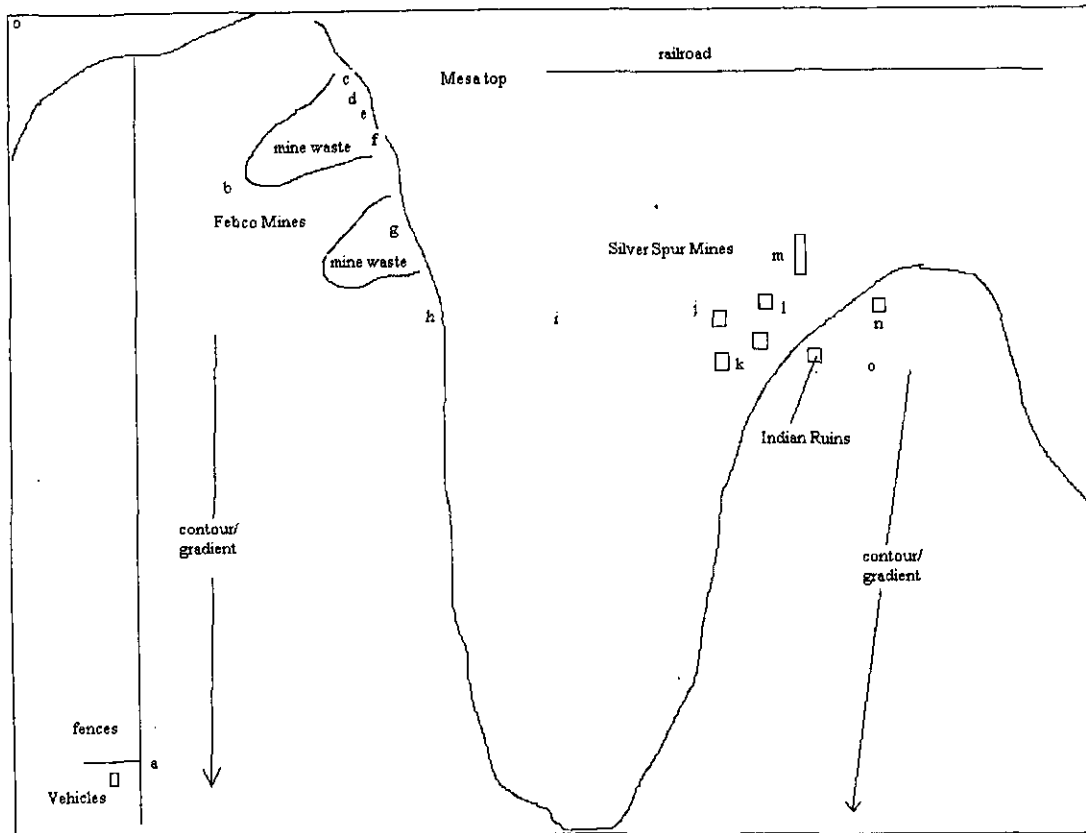 o
railroad
Mesa top
c
d
e
f
mine waste
b
Febco Mines
g
mine waste
Silver Spur Mines
m
h
i
j
l
n
k
o
Indian Ruins
contour/
gradient
contour/
gradient
fences
a
Vehicles